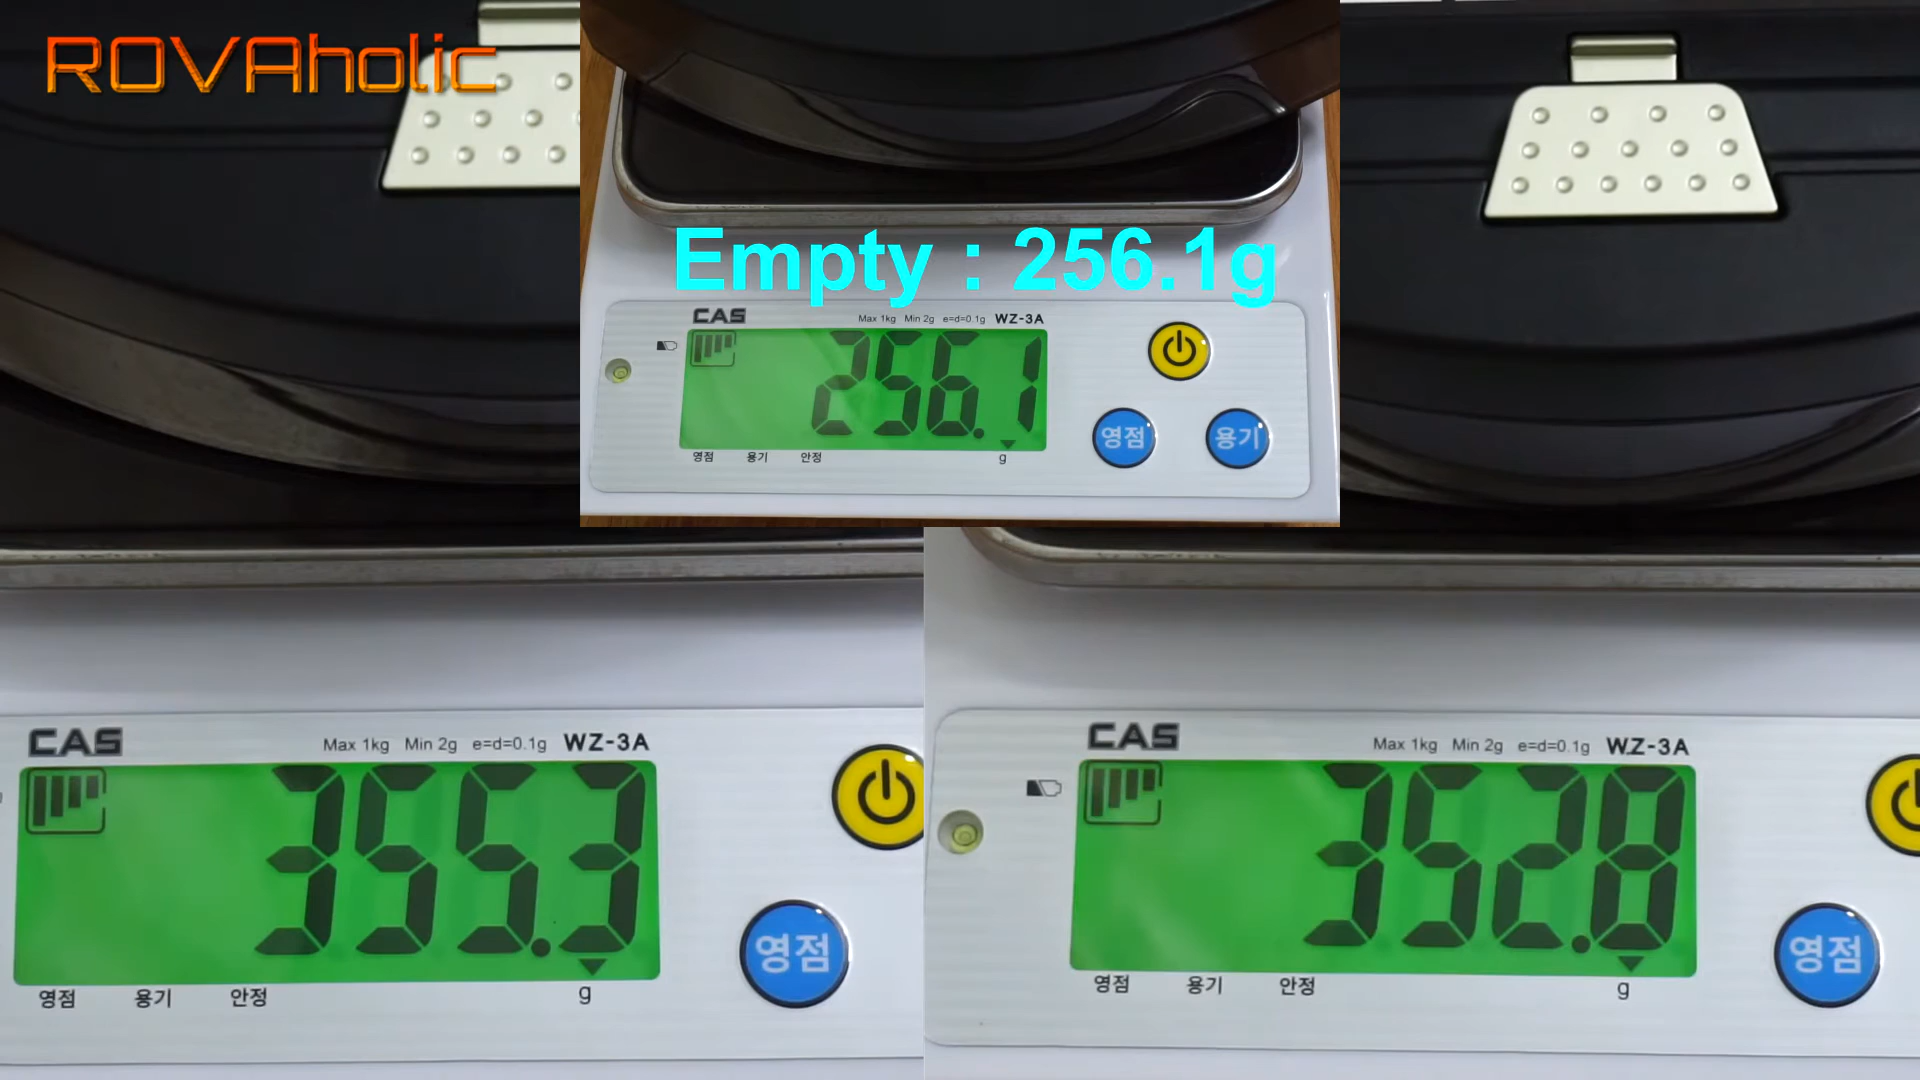 ROVAholic
Empty : 256.1g
CAS Max 1kg Min 2g e=d=0.1g WZ-3A
256.1
영점 용기
영점 용기 안정 g
CAS Max 1kg Min 2g e=d=0.1g WZ-3A
355.3
영점
영점 용기 안정 g
CAS Max 1kg Min 2g e=d=0.1g WZ-3A
352.8
영점
영점 용기 안정 g